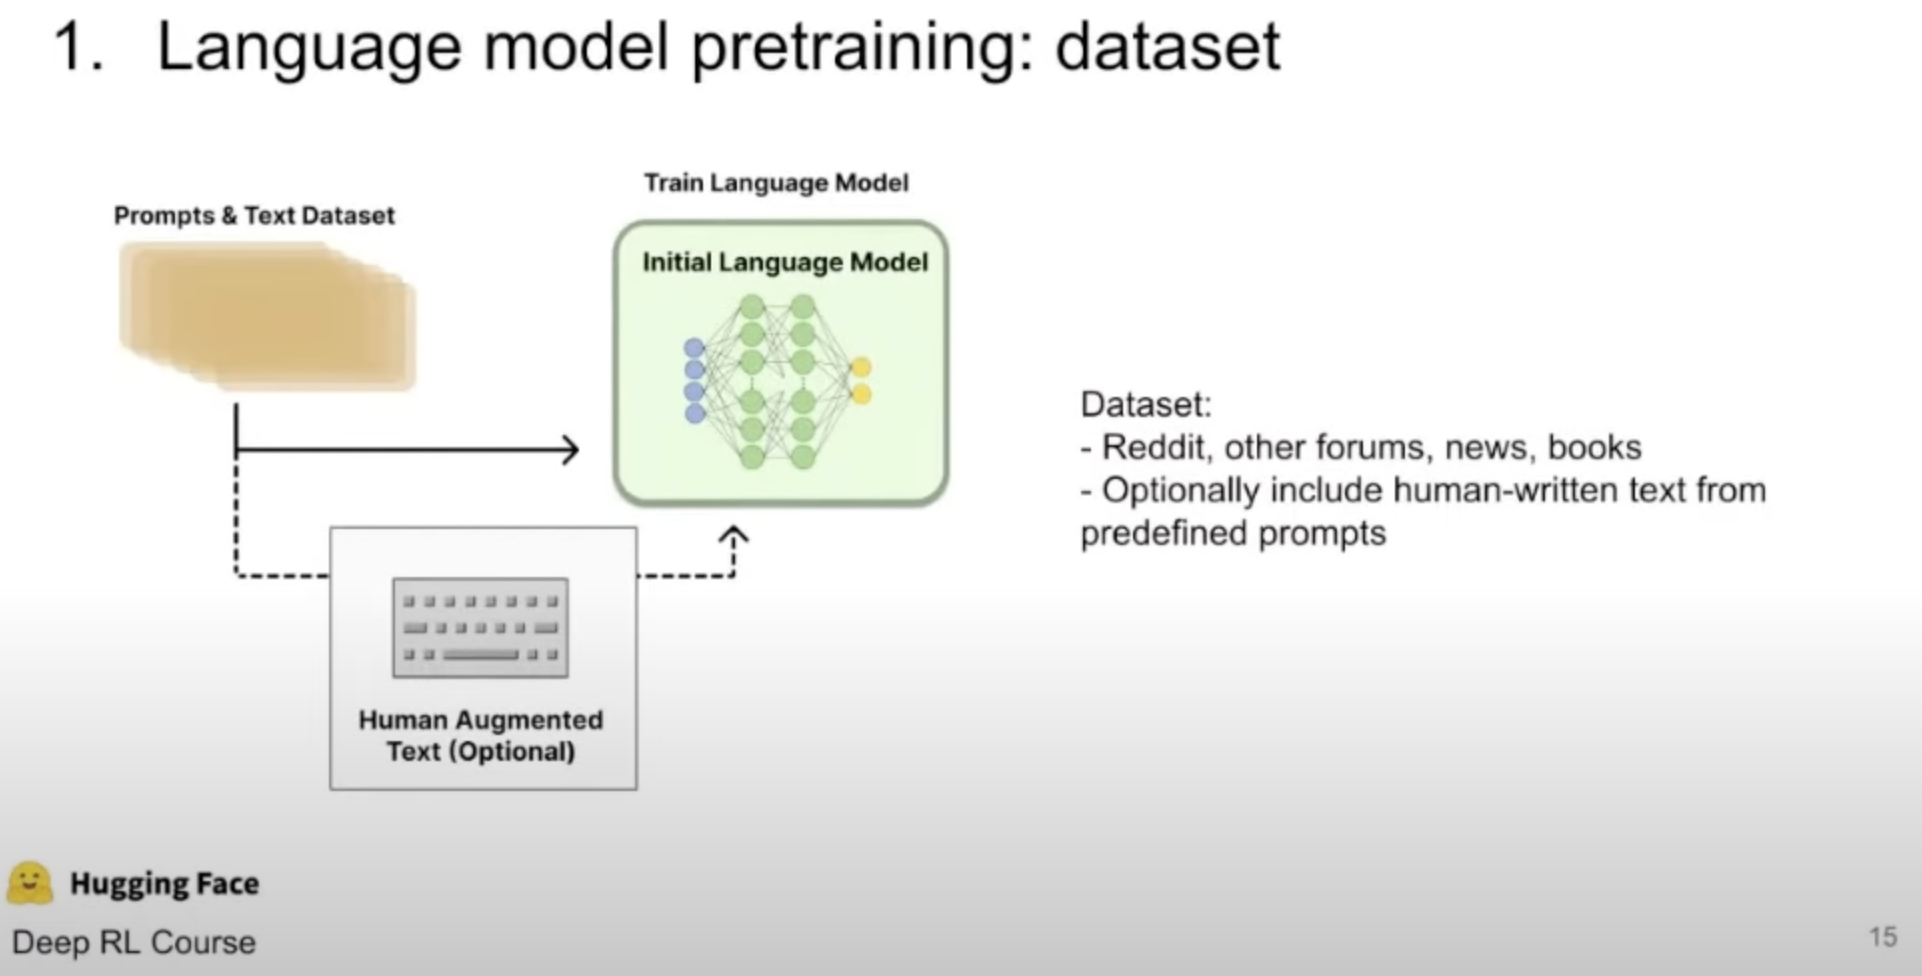 1. Language model pretraining: dataset
Train Language Model
Prompts & Text Dataset
Initial Language Model
Dataset:
- Reddit, other forums, news, books
- Optionally include human-written text from
predefined prompts
Human Augmented
Text (Optional)
Hugging Face
Deep RL Course
15